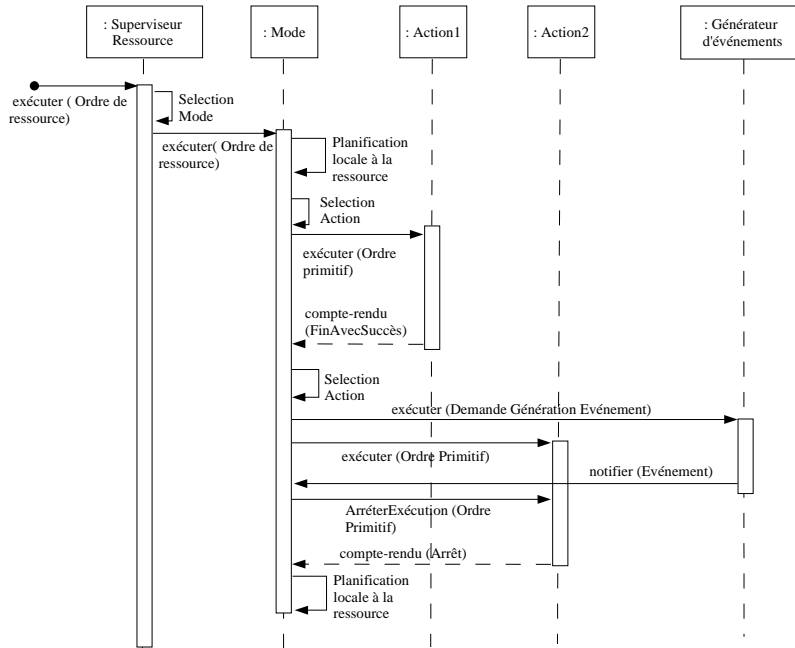 : Superviseur
Ressource
: Mode
: Action1
: Action2
: Générateur
d'événements
exécuter ( Ordre de
ressource)
Selection
Mode
exécuter( Ordre de
ressource)
Planification
locale à la
ressource
Selection
Action
exécuter (Ordre
primitif)
compte-rendu
(FinAvecSuccès)
Selection
Action
exécuter (Demande Génération Evénement)
exécuter (Ordre Primitif)
notifier (Evénement)
ArréterExécution (Ordre
Primitif)
compte-rendu (Arrêt)
Planification
locale à la
ressource